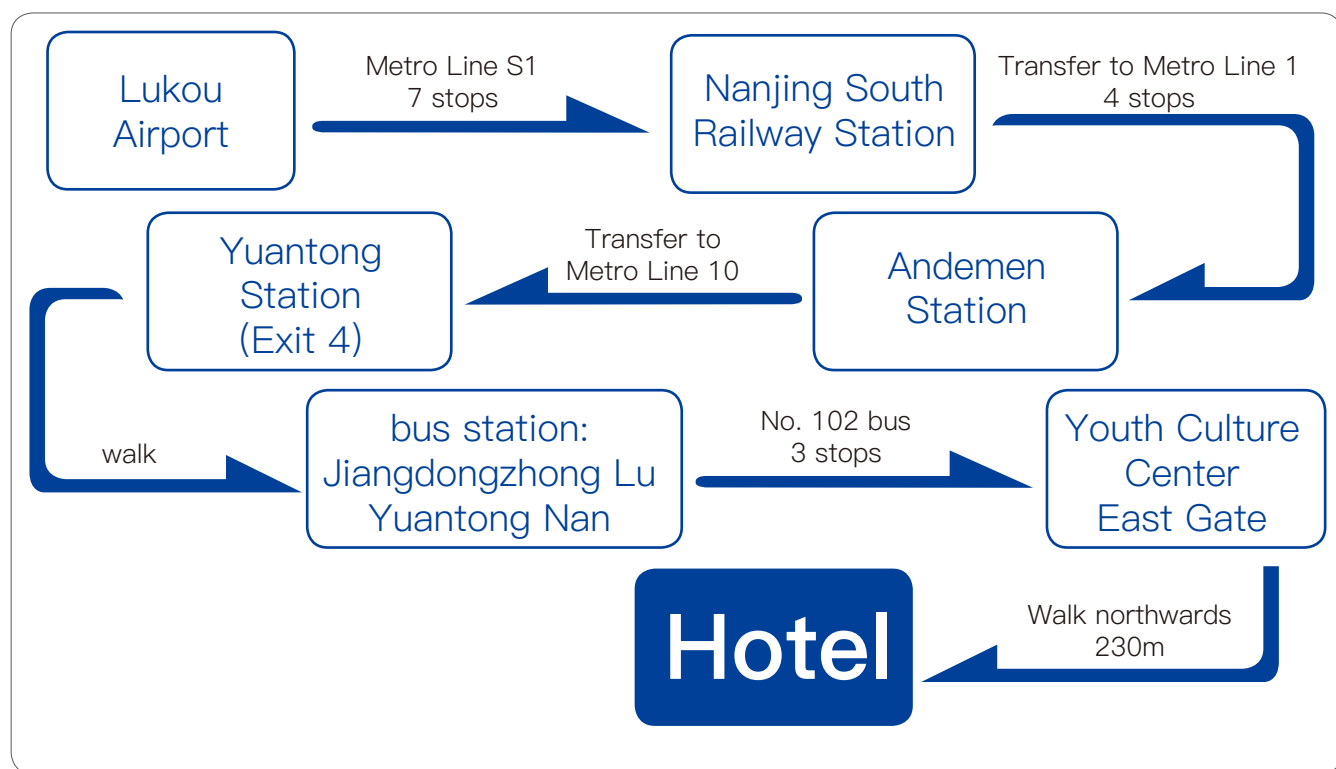 Lukou
Airport
Metro Line S1
7 stops
Nanjing South
Railway Station
Transfer to Metro Line 1
4 stops
Andemen
Station
Transfer to
Metro Line 10
Yuantong
Station
(Exit 4)
walk
bus station:
Jiangdongzhong Lu
Yuantong Nan
No. 102 bus
3 stops
Youth Culture
Center
East Gate
Walk northwards
230m
Hotel